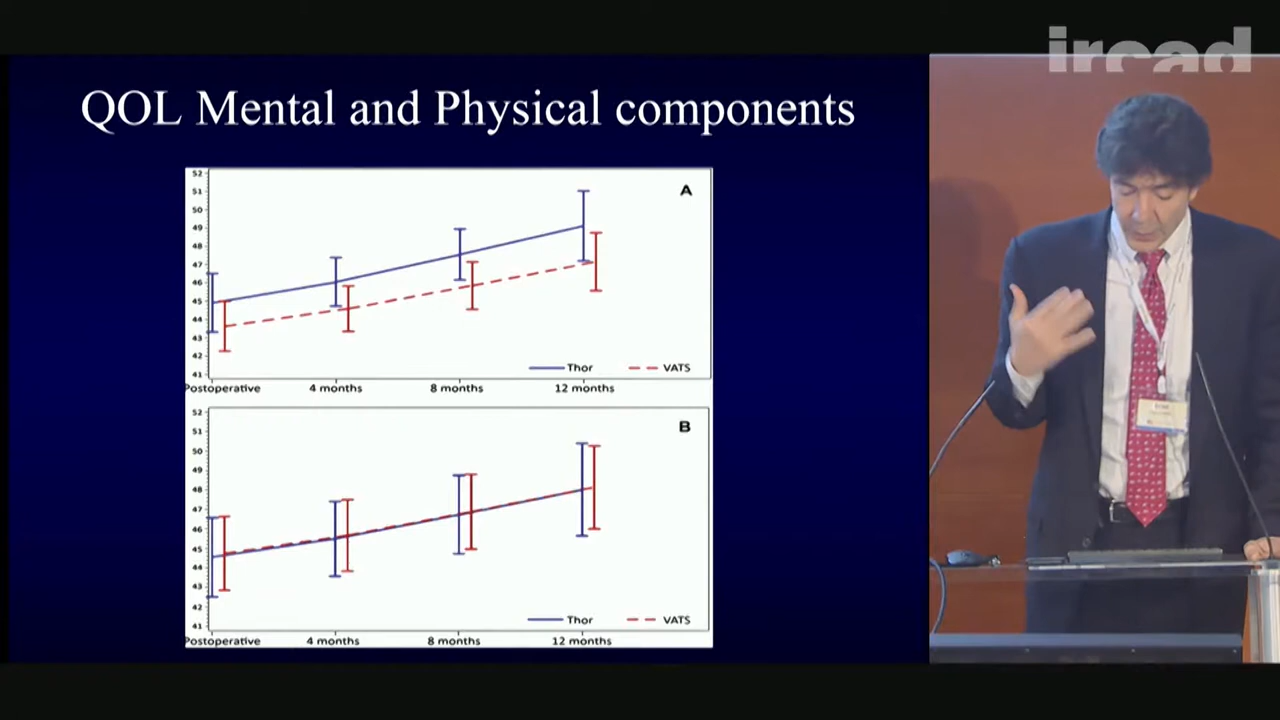 ircad
QOL Mental and Physical components
52
51
50
49
48
47
46
45
44
43
42
41
A
Thor
VATS
Postoperative
4 months
8 months
12 months
52
51
50
49
48
47
46
45
44
43
42
41
B
Thor
VATS
Postoperative
4 months
8 months
12 months